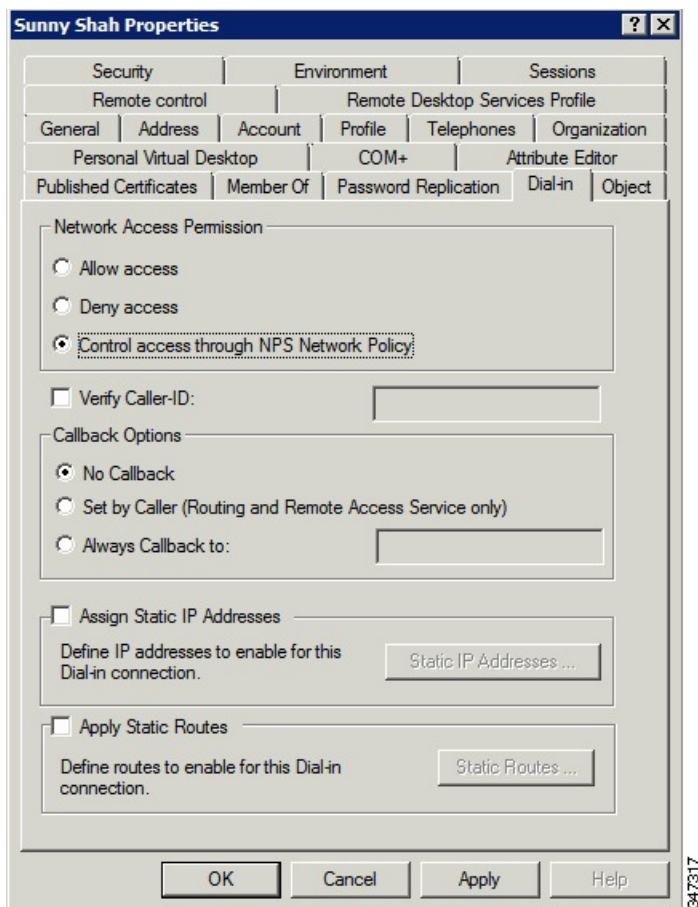 Sunny Shah Properties
Security Environment Sessions
Remote control Remote Desktop Services Profile
General Address Account Profile Telephones Organization
Personal Virtual Desktop COM+ Attribute Editor
Published Certificates Member Of Password Replication Dial-in Object
Network Access Permission
Allow access
Deny access
Control access through NPS Network Policy
Verify Caller-ID:
Callback Options
No Callback
Set by Caller (Routing and Remote Access Service only)
Always Callback to:
Assign Static IP Addresses
Define IP addresses to enable for this
Dial-in connection.
Static IP Addresses ...
Apply Static Routes
Define routes to enable for this Dial-in
connection.
Static Routes ...
OK Cancel Apply Help
347317